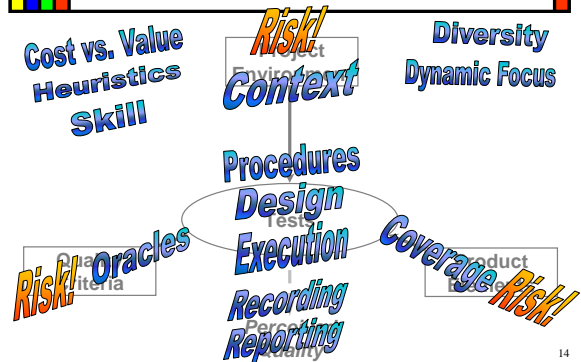 Cost vs. Value
Heuristics
Skill
Risk!
Project
Context
Diversity
Dynamic Focus
Procedures
Design
Tests
Execution
Recording
Reporting
Risk! Oracles
Coverage Risk!
14